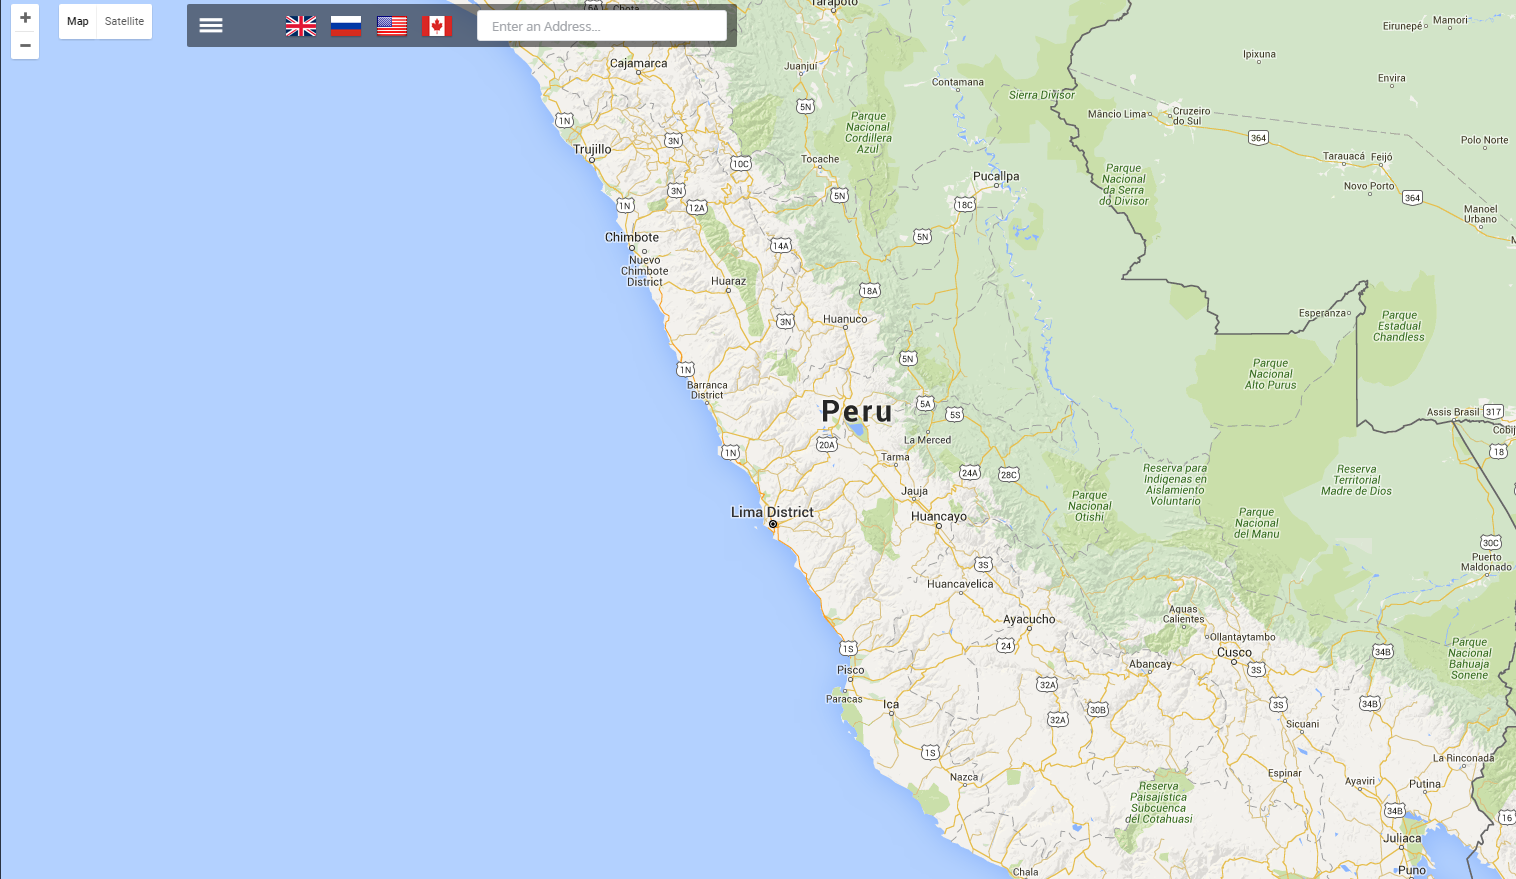 +
−
Map
Satellite
Enter an Address...
Chota
Tarapoto
Eirunepé
Mamori
Cajamarca
Juanjuí
Ipixuna
Contamana
Envira
Sierra Divisor
5N
1N
Parque
Nacional
Cordillera
Azul
Mâncio Lima
Cruzeiro
do Sul
364
3N
Polo Norte
Trujillo
10C
Tocache
Tarauacá
Feijó
Pucallpa
Parque
Nacional
da Serra
do Divisor
Novo Porto
3N
5N
364
1N
12A
18C
Manoel
Urbano
Chimbote
14A
5N
Nuevo
Chimbote
District
Huaraz
18A
Esperanza
Parque
Estadual
Chandless
3N
Huanuco
5N
1N
Parque
Nacional
Alto Purus
Barranca
District
Peru
5A
5S
Assis Brasil
317
20A
La Merced
1N
18
Tarma
24A
28C
Reserva para
Indigenas en
Aislamiento
Voluntario
Reserva
Territorial
Madre de Dios
Jauja
Parque
Nacional
Otishi
Lima District
Huancayo
Parque
Nacional
del Manu
30C
3S
Puerto
Maldonado
Huancavelica
Aguas
Calientes
Ayacucho
Ollantaytambo
1S
24
Cusco
34B
Parque
Nacional
Bahuaja
Sonene
Pisco
Abancay
3S
32A
Paracas
Ica
30B
3S
34B
32A
Sicuani
1S
La Rinconada
Nazca
Espinar
Ayaviri
Putina
Reserva
Paisajística
Subcuenca
del Cotahuasi
34B
16
Juliaca
Chala
Puno